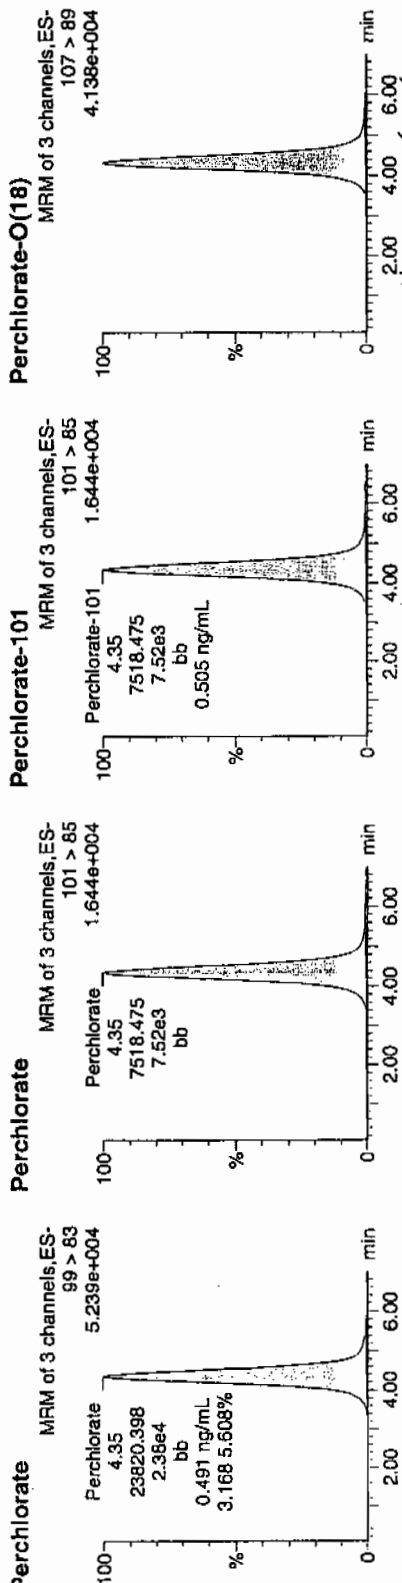 Perchlorate
MRM of 3 channels,ES-
99 > 83
5.239e+004
100
Perchlorate
4.35
23820.398
2.38e4
bb
0.491 ng/mL
3.168 5.608%
%
0
2.00
4.00
6.00
min
Perchlorate
MRM of 3 channels,ES-
101 > 85
1.644e+004
100
Perchlorate
4.35
7518.475
7.52e3
bb
%
0
2.00
4.00
6.00
min
Perchlorate-101
MRM of 3 channels,ES-
101 > 85
1.644e+004
100
Perchlorate-101
4.35
7518.475
7.52e3
bb
0.505 ng/mL
%
0
2.00
4.00
6.00
min
Perchlorate-O(18)
MRM of 3 channels,ES-
107 > 89
4.138e+004
100
%
0
2.00
4.00
6.00
min